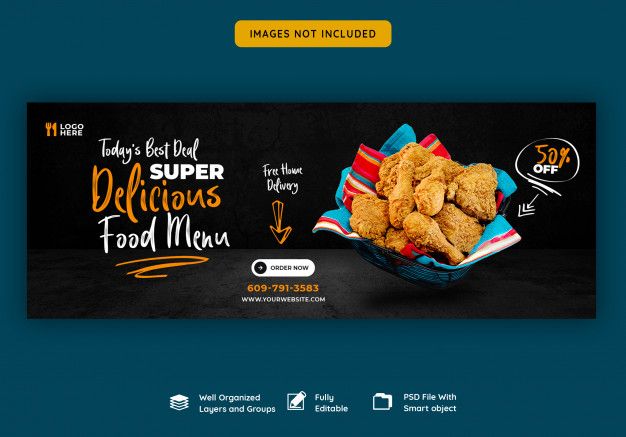 IMAGES NOT INCLUDED
LOGO
HERE
Today's Best Deal
SUPER
Delicious
Food Menu
Free Home
Delivery
50%
OFF
ORDER NOW
609-791-3583
WWW.YOURWEBSITE.COM
Well Organized
Layers and Groups
Fully
Editable
PSD File With
Smart object